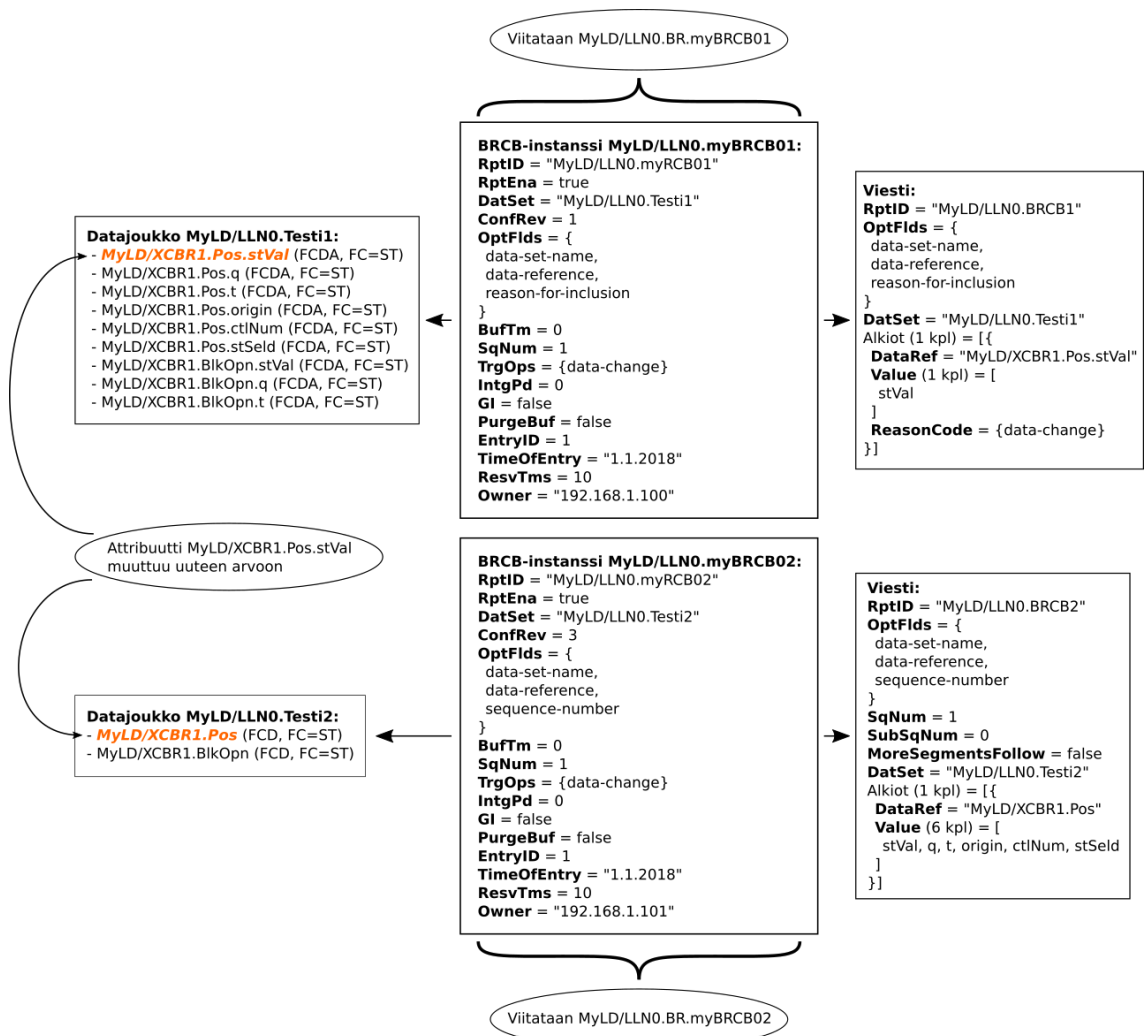 Viitataan MyLD/LLN0.BR.myBRCB01
BRCB-instanssi MyLD/LLN0.myBRCB01:
RptID = "MyLD/LLN0.myRCB01"
RptEna = true
DatSet = "MyLD/LLN0.Testi1"
ConfRev = 1
OptFlds = {
data-set-name,
data-reference,
reason-for-inclusion
}
BufTm = 0
SqNum = 1
TrgOps = {data-change}
IntgPd = 0
GI = false
PurgeBuf = false
EntryID = 1
TimeOfEntry = "1.1.2018"
ResvTms = 10
Owner = "192.168.1.100"
Datajoukko MyLD/LLN0.Testi1:
- MyLD/XCBR1.Pos.stVal (FCDA, FC=ST)
- MyLD/XCBR1.Pos.q (FCDA, FC=ST)
- MyLD/XCBR1.Pos.t (FCDA, FC=ST)
- MyLD/XCBR1.Pos.origin (FCDA, FC=ST)
- MyLD/XCBR1.Pos.ctlNum (FCDA, FC=ST)
- MyLD/XCBR1.Pos.stSeld (FCDA, FC=ST)
- MyLD/XCBR1.BlkOpn.stVal (FCDA, FC=ST)
- MyLD/XCBR1.BlkOpn.q (FCDA, FC=ST)
- MyLD/XCBR1.BlkOpn.t (FCDA, FC=ST)
Viesti:
RptID = "MyLD/LLN0.BRCB1"
OptFlds = {
data-set-name,
data-reference,
reason-for-inclusion
}
DatSet = "MyLD/LLN0.Testi1"
Alkiot (1 kpl) = [{
DataRef = "MyLD/XCBR1.Pos.stVal"
Value (1 kpl) = [
stVal
]
ReasonCode = {data-change}
}]
Attribuutti MyLD/XCBR1.Pos.stVal
muuttuu uuteen arvoon
BRCB-instanssi MyLD/LLN0.myBRCB02:
RptID = "MyLD/LLN0.myRCB02"
RptEna = true
DatSet = "MyLD/LLN0.Testi2"
ConfRev = 3
OptFlds = {
data-set-name,
data-reference,
sequence-number
}
BufTm = 0
SqNum = 1
TrgOps = {data-change}
IntgPd = 0
GI = false
PurgeBuf = false
EntryID = 1
TimeOfEntry = "1.1.2018"
ResvTms = 10
Owner = "192.168.1.101"
Datajoukko MyLD/LLN0.Testi2:
- MyLD/XCBR1.Pos (FCD, FC=ST)
- MyLD/XCBR1.BlkOpn (FCD, FC=ST)
Viesti:
RptID = "MyLD/LLN0.BRCB2"
OptFlds = {
data-set-name,
data-reference,
sequence-number
}
SqNum = 1
SubSqNum = 0
MoreSegmentsFollow = false
DatSet = "MyLD/LLN0.Testi2"
Alkiot (1 kpl) = [{
DataRef = "MyLD/XCBR1.Pos"
Value (6 kpl) = [
stVal, q, t, origin, ctlNum, stSeld
]
}]
Viitataan MyLD/LLN0.BR.myBRCB02